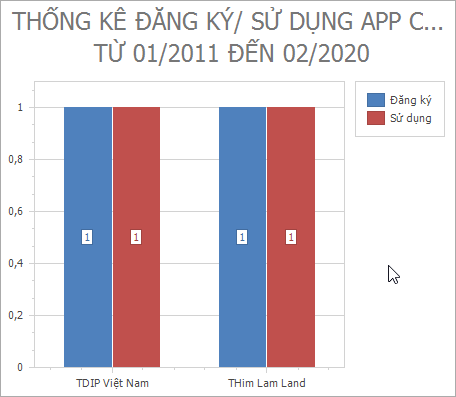 THỐNG KÊ ĐĂNG KÝ/ SỬ DỤNG APP C...
TỪ 01/2011 ĐẾN 02/2020
Đăng ký
Sử dụng
1
0,8
0,6
0,4
0,2
0
1 1 1 1
TDIP Việt Nam THim Lam Land